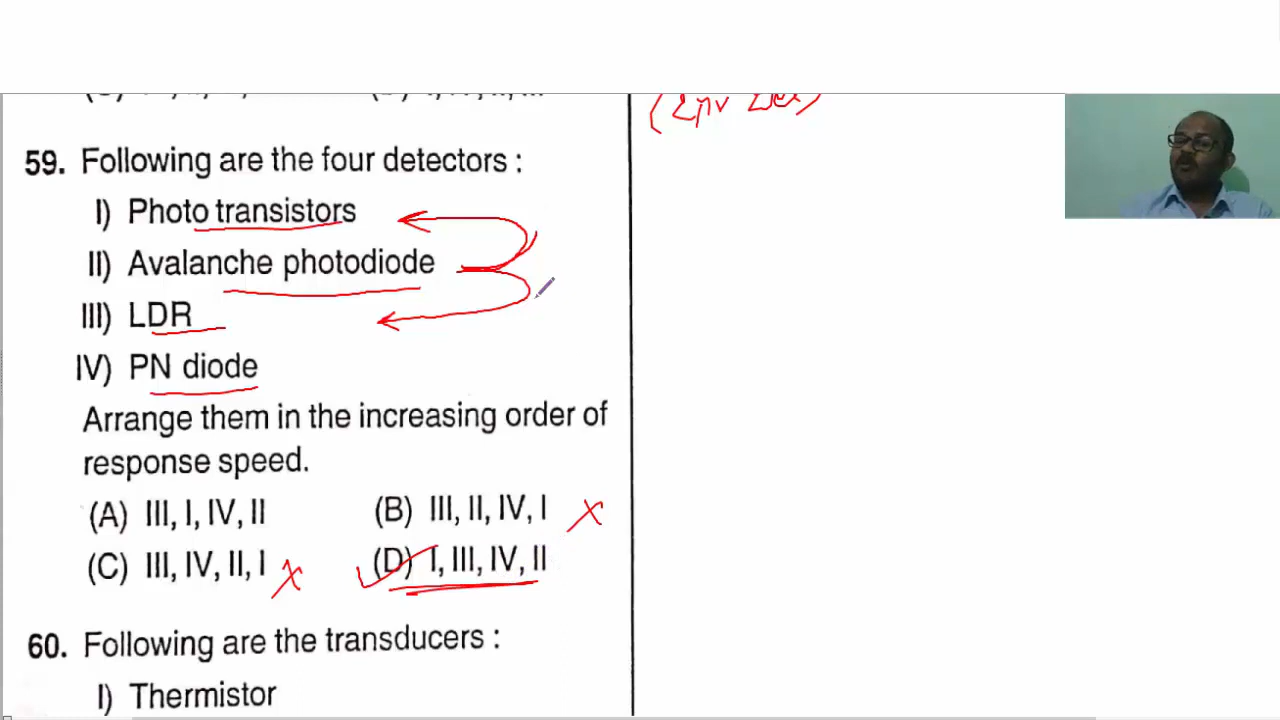 59. Following are the four detectors :
I) Photo transistors
II) Avalanche photodiode
III) LDR
IV) PN diode
Arrange them in the increasing order of
response speed.
(A) III, I, IV, II
(B) III, II, IV, I
(C) III, IV, II, I
(D) I, III, IV, II
60. Following are the transducers :
I) Thermistor